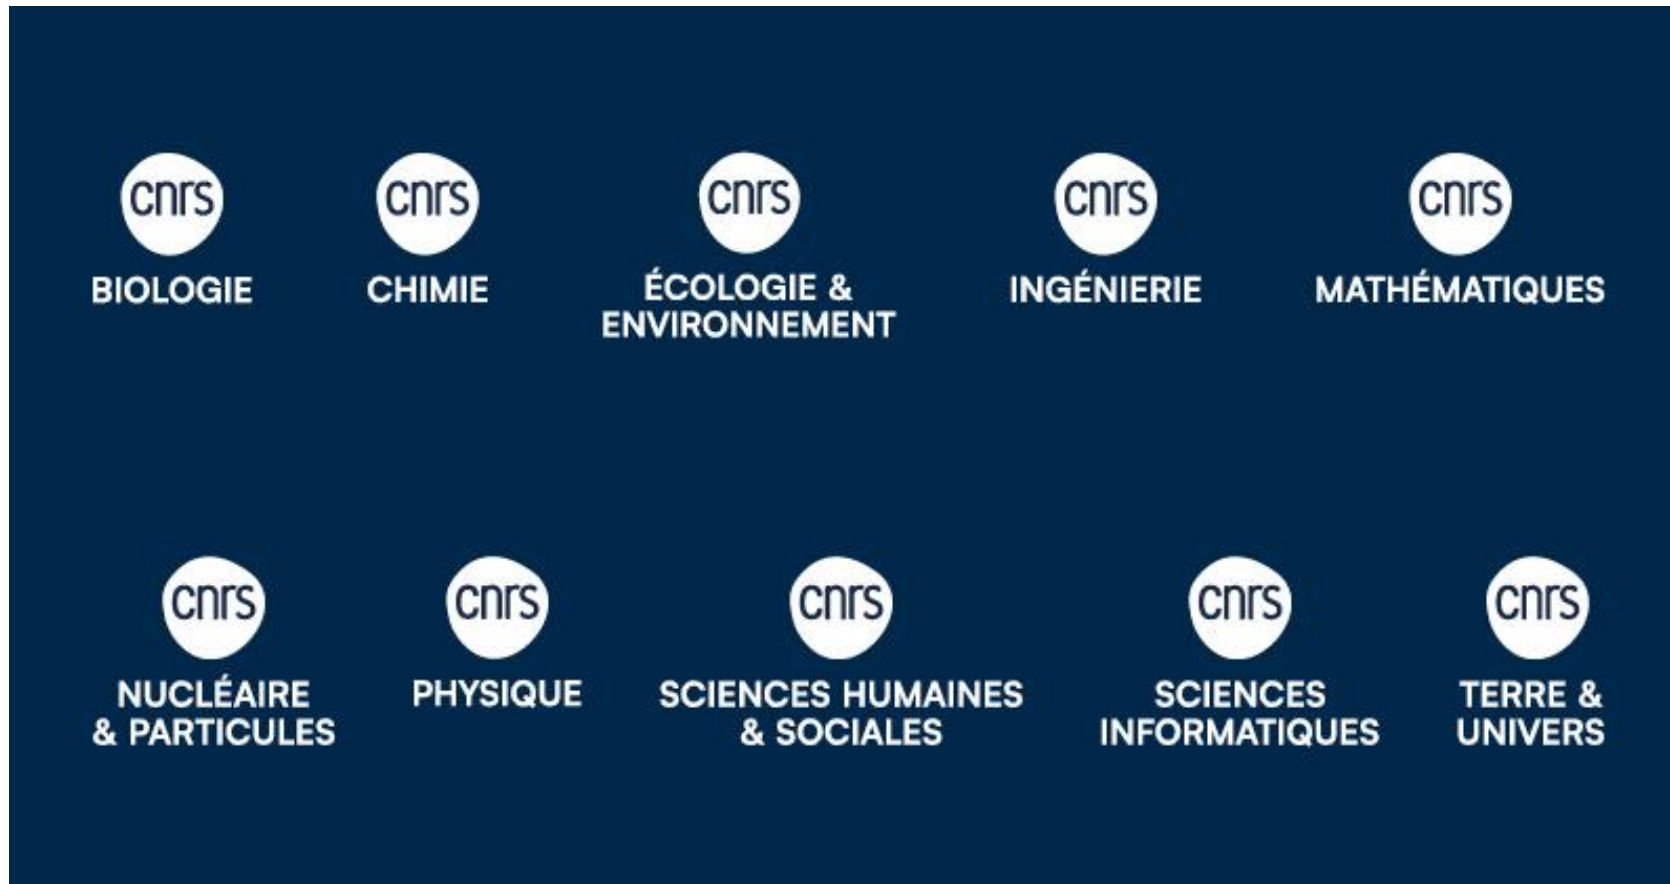 cnrs cnrs cnrs cnrs cnrs
BIOLOGIE CHIMIE ÉCOLOGIE & INGÉNIERIE MATHÉMATIQUES
ENVIRONNEMENT
cnrs cnrs cnrs cnrs cnrs
NUCLÉAIRE PHYSIQUE SCIENCES HUMAINES SCIENCES TERRE &
& PARTICULES & SOCIALES INFORMATIQUES UNIVERS